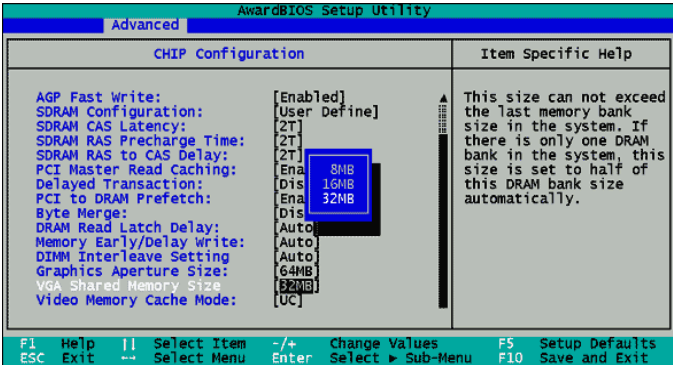 AwardBIOS Setup Utility
Advanced
CHIP Configuration
Item Specific Help
AGP Fast Write: [Enabled]
SDRAM Configuration: [User Define]
SDRAM CAS Latency: [2T]
SDRAM RAS Precharge Time: [2T]
SDRAM RAS to CAS Delay: [2T]
PCI Master Read Caching: [Ena
Delayed Transaction: [Dis
PCI to DRAM Prefetch: [Ena
Byte Merge: [Dis
DRAM Read Latch Delay: [Auto
Memory Early/Delay Write: [Auto]
DIMM Interleave Setting [Auto]
Graphics Aperture Size: [64MB]
VGA Shared Memory Size [32MB]
Video Memory Cache Mode: [UC]
8MB
16MB
32MB
This size can not exceed
the last memory bank
size in the system. If
there is only one DRAM
bank in the system, this
size is set to half of
this DRAM bank size
automatically.
F1 Help ↑↓ Select Item -/+ Change Values F5 Setup Defaults
ESC Exit ↔ Select Menu Enter Select ► Sub-Menu F10 Save and Exit